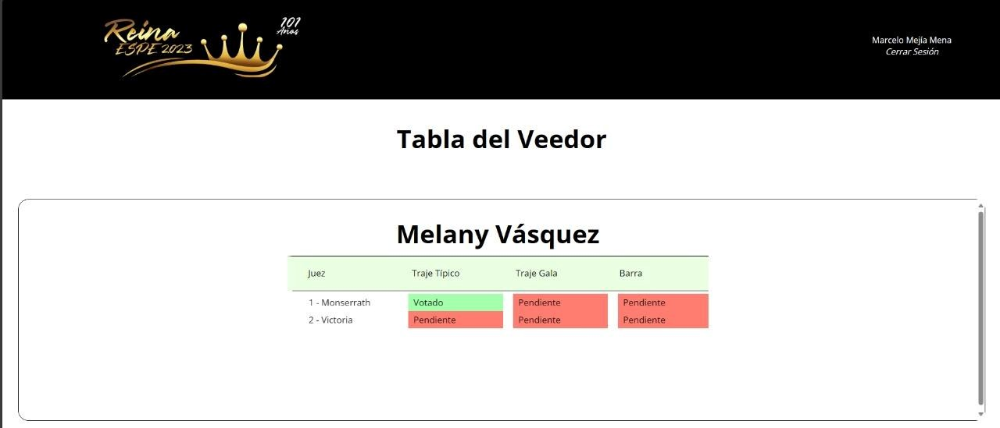 Reina
ESPE 2023
101
Años
Marcelo Mejía Mena
Cerrar Sesión
Tabla del Veedor
Melany Vásquez
Juez Traje Típico Traje Gala Barra
1 - Monserrath Votado Pendiente Pendiente
2 - Victoria Pendiente Pendiente Pendiente